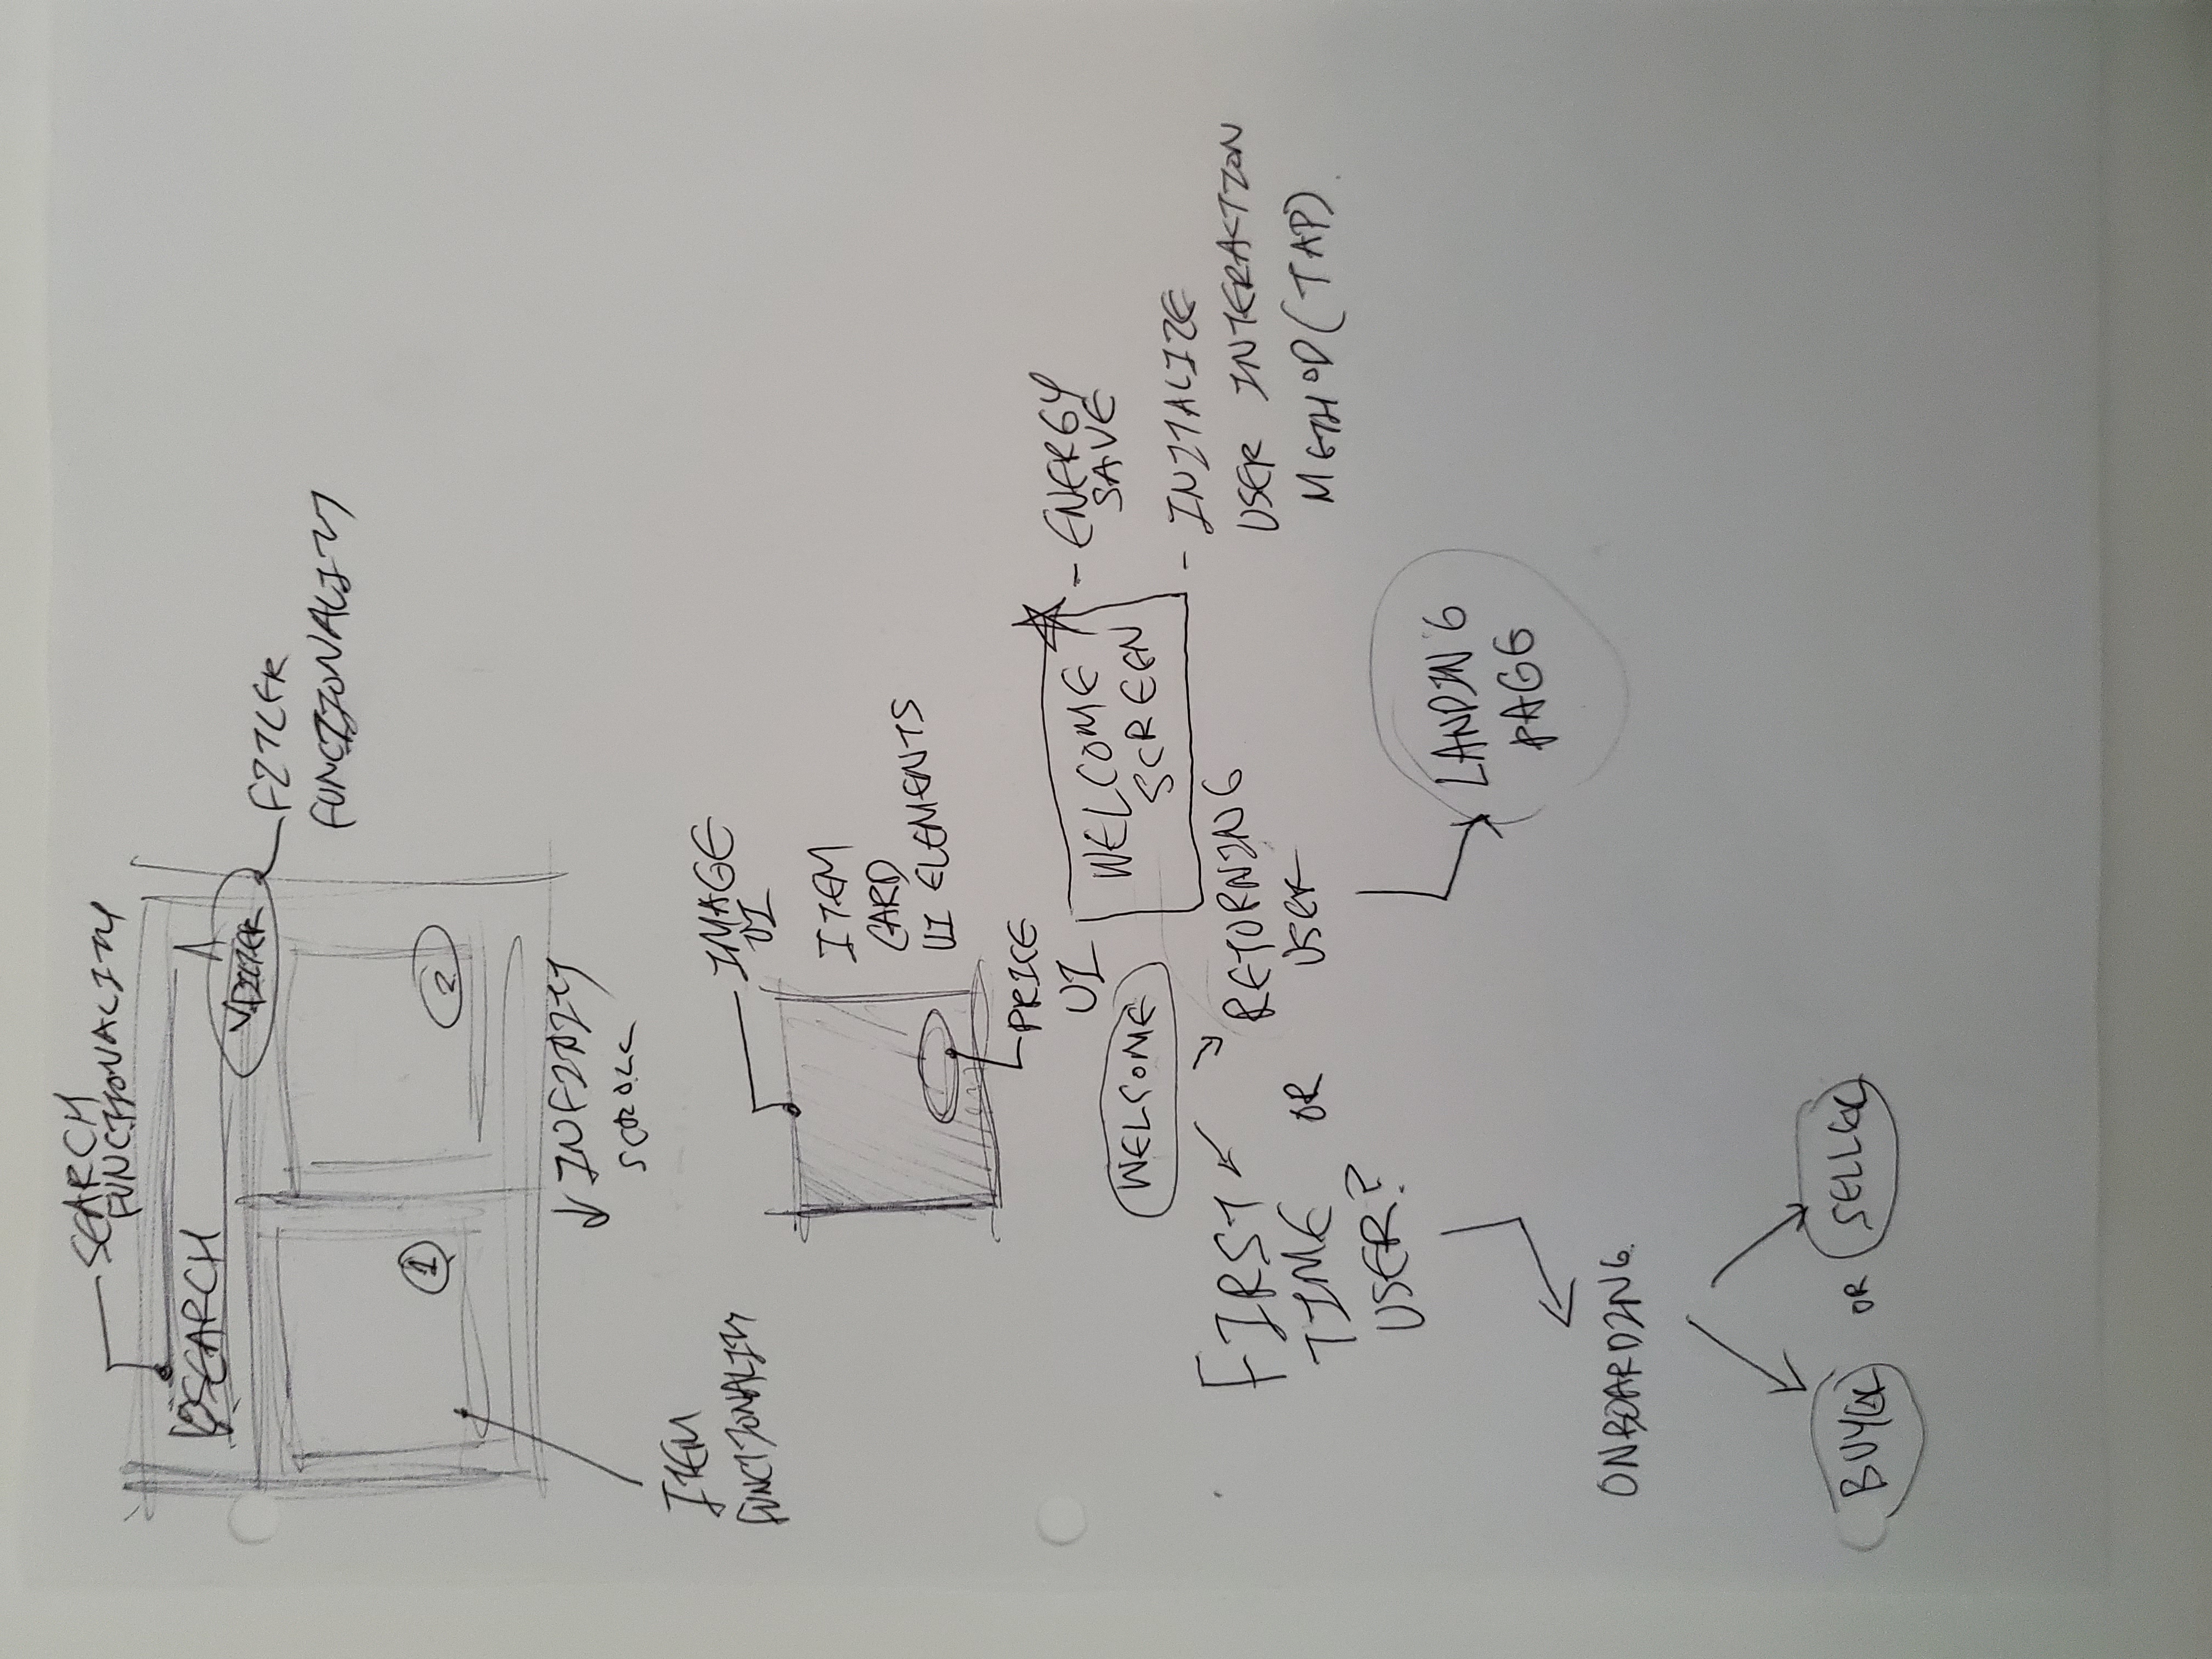 SEARCH
FUNCTIONALITY
SEARCH
FILTER
FITLER
FUNCTIONALITY
1
2
↓ INFINITY
SCROLL
ITEM
FUNCTIONALITY
IMAGE
UI
ITEM
CARD
UI ELEMENTS
PRICE
UI
WELCOME
SCREEN
- ENERGY
SAVE
- INITALIZE
USER INTERACTION
METHOD (TAP)
WELCOME
FIRST
TIME
USER?
OR
RETURNING
USER
LANDING
PAGE
ONBOARDING
BUYER OR SELLER